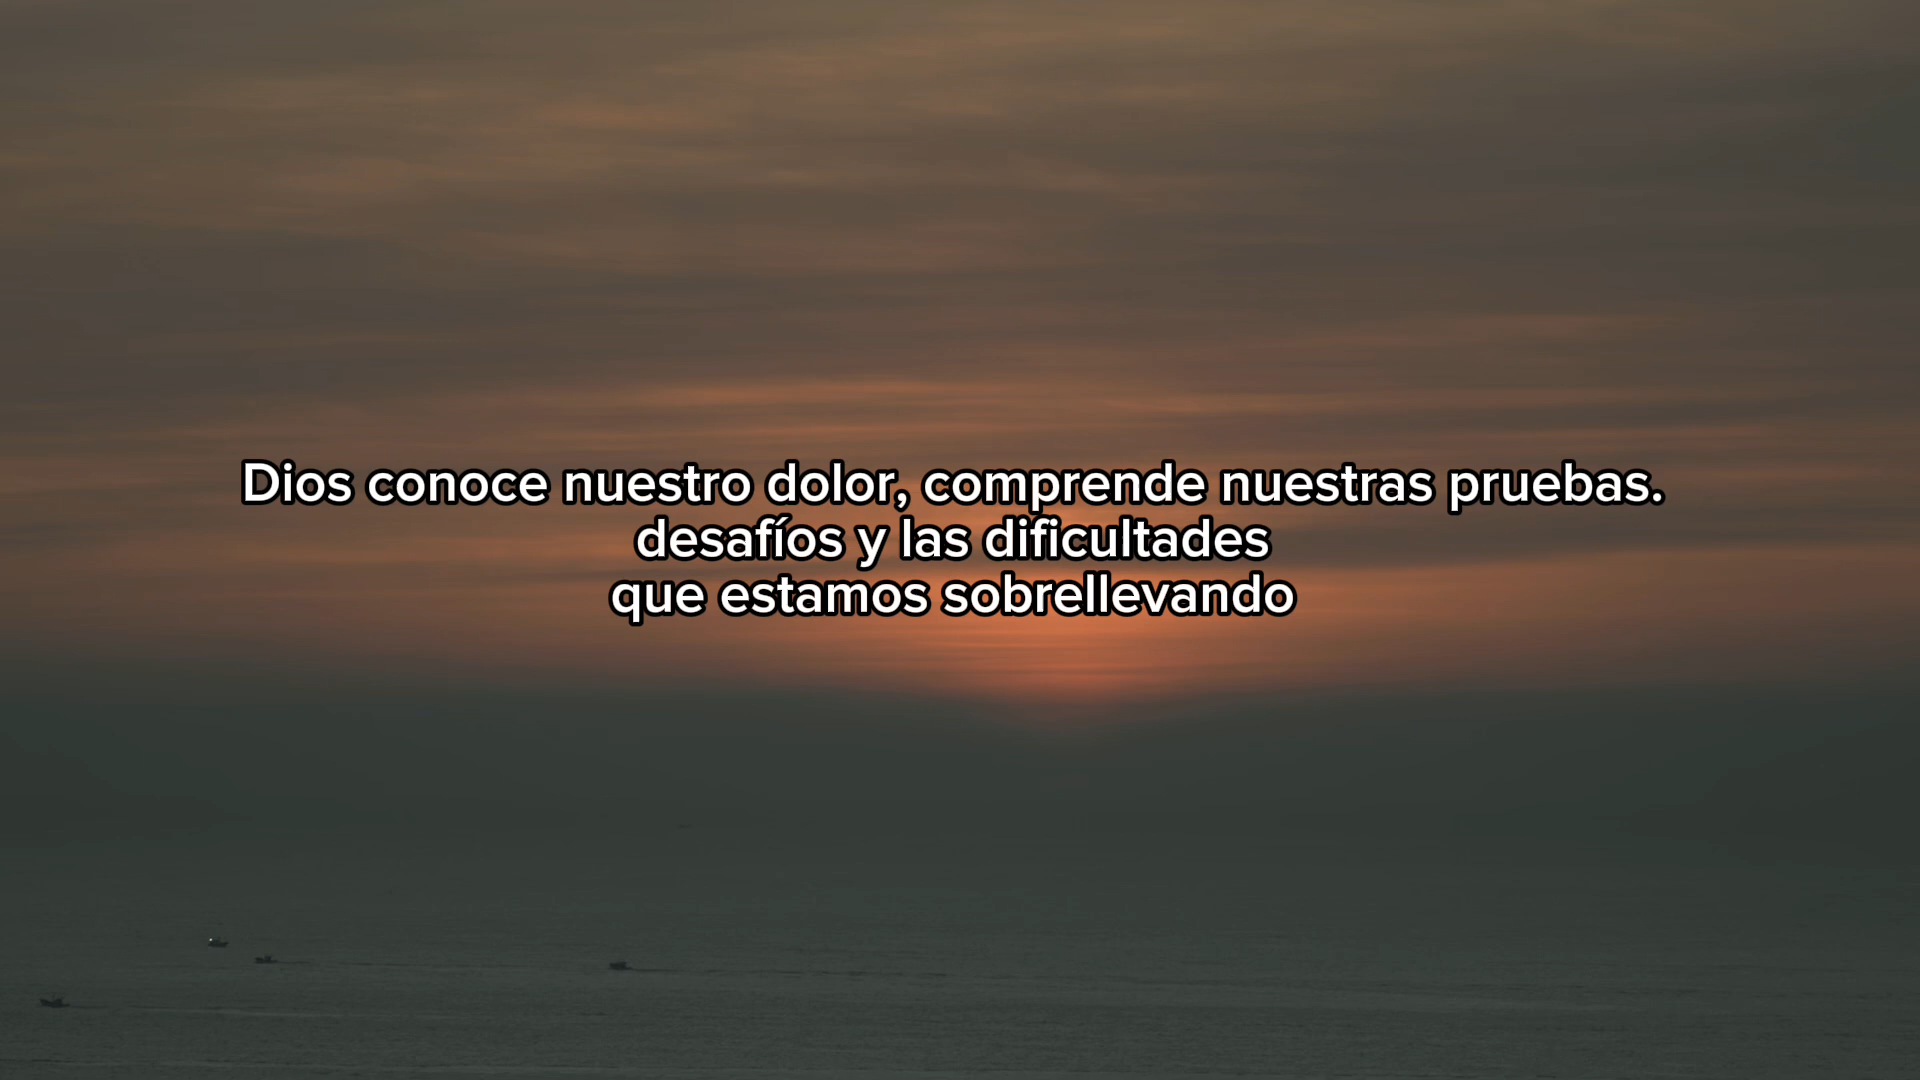 Dios conoce nuestro dolor, comprende nuestras pruebas.
desafíos y las dificultades
que estamos sobrellevando